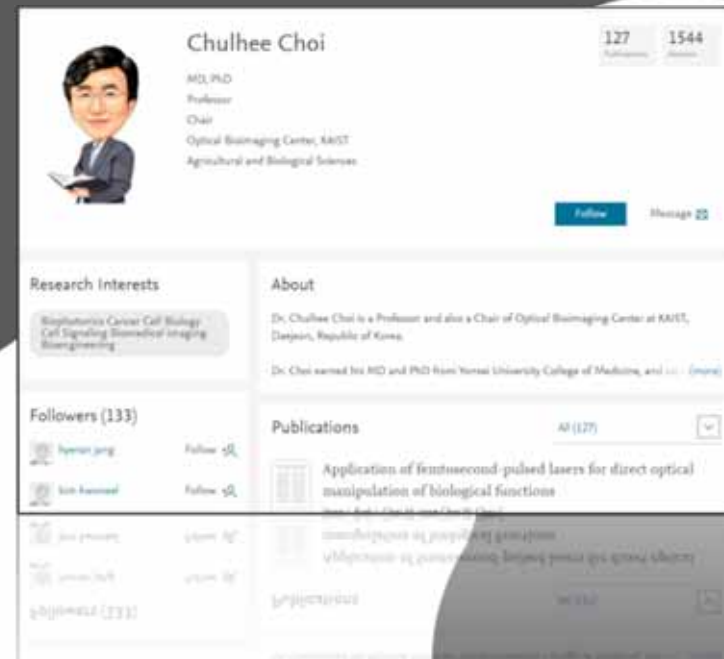 Chulhee Choi
127 1544
Publications
MD, PhD
Professor
Chair
Optical Bioimaging Center, KAIST
Agricultural and Biological Sciences
Follow Message
Research Interests
Biophotonics Cancer Cell Biology
Cell Signaling Biomedical Imaging
Bioengineering
About
Dr. Chulhee Choi is a Professor and also a Chair of Optical Bioimaging Center at KAIST,
Daejeon, Republic of Korea.
Dr. Choi earned his MD and PhD from Yonsei University College of Medicine, and (more)
Followers (133)
hyeran jang Follow
Follow
Publications All (127)
Application of femtosecond-pulsed lasers for direct optical
manipulation of biological functions